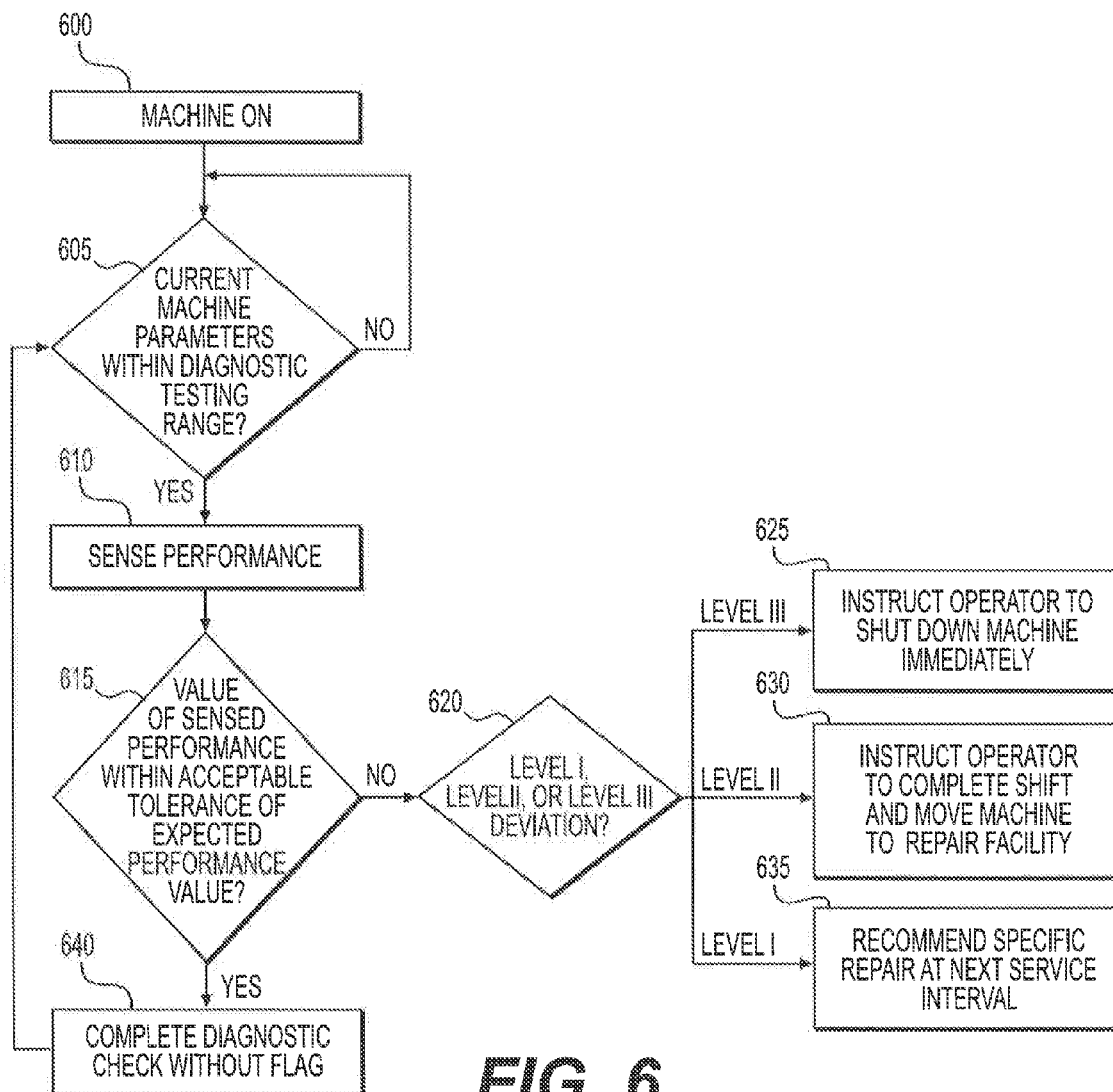 600
MACHINE ON
605
CURRENT
MACHINE
PARAMETERS
WITHIN DIAGNOSTIC
TESTING
RANGE?
NO
YES
610
SENSE PERFORMANCE
615
VALUE
OF SENSED
PERFORMANCE
WITHIN ACCEPTABLE
TOLERANCE OF
EXPECTED
PERFORMANCE
VALUE?
NO
YES
620
LEVEL I,
LEVEL II, OR LEVEL III
DEVIATION?
LEVEL III
625
INSTRUCT OPERATOR TO
SHUT DOWN MACHINE
IMMEDIATELY
LEVEL II
630
INSTRUCT OPERATOR
TO COMPLETE SHIFT
AND MOVE MACHINE
TO REPAIR FACILITY
LEVEL I
635
RECOMMEND SPECIFIC
REPAIR AT NEXT SERVICE
INTERVAL
640
COMPLETE DIAGNOSTIC
CHECK WITHOUT FLAG
FIG. 6